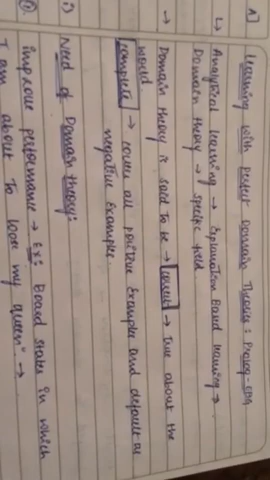 A] Learning with Perfect Domain Theories : Prolog-EBG
↳ Analytical learning → Explanation Based learning →
Domain theory → specific field
→ Domain theory is said to be → correct → True about the
world
complete → cover all positive Examples and default as
negative Examples.
i) Need of Domain theory:
① improve performance → Ex: Board states in which
I am about To loose my queen" →